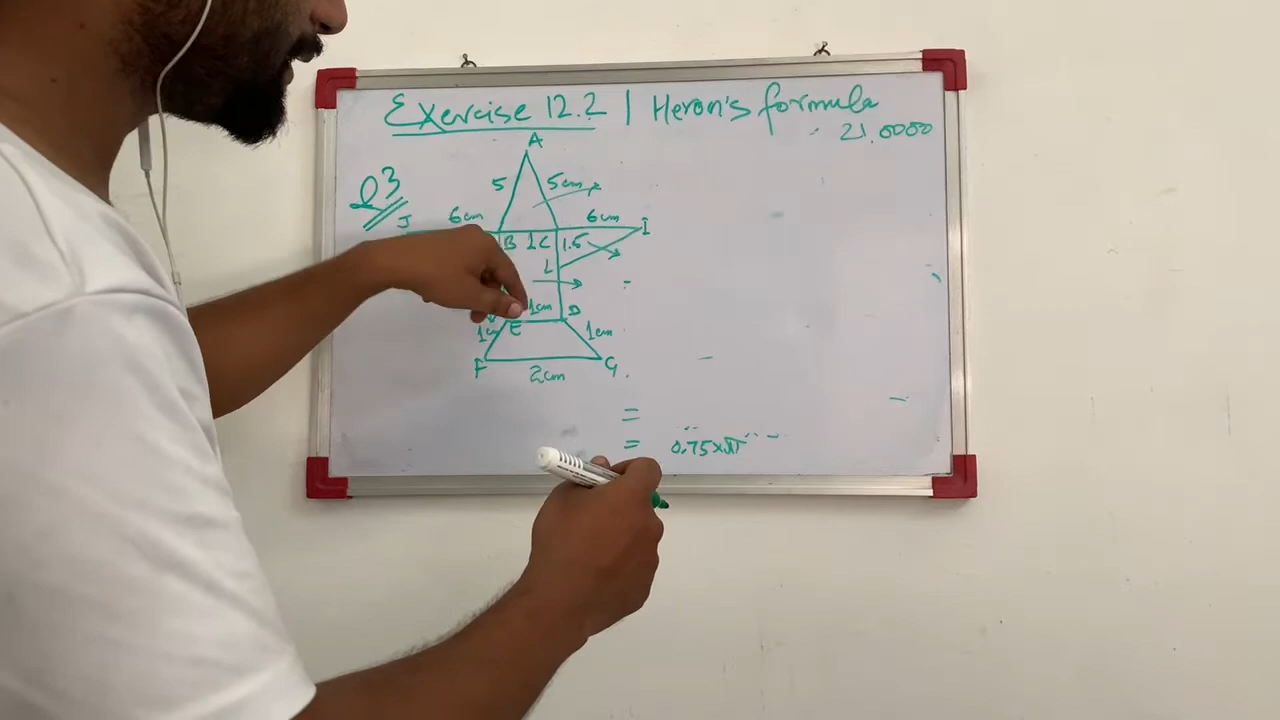 Exercise 12.2 | Heron's formula
21.0000
A
Q3
5 5cm
J 6cm 6cm I
B 1 C 1.5
L
1cm D
E 1cm
F G
2cm
=
= 0.75×√11